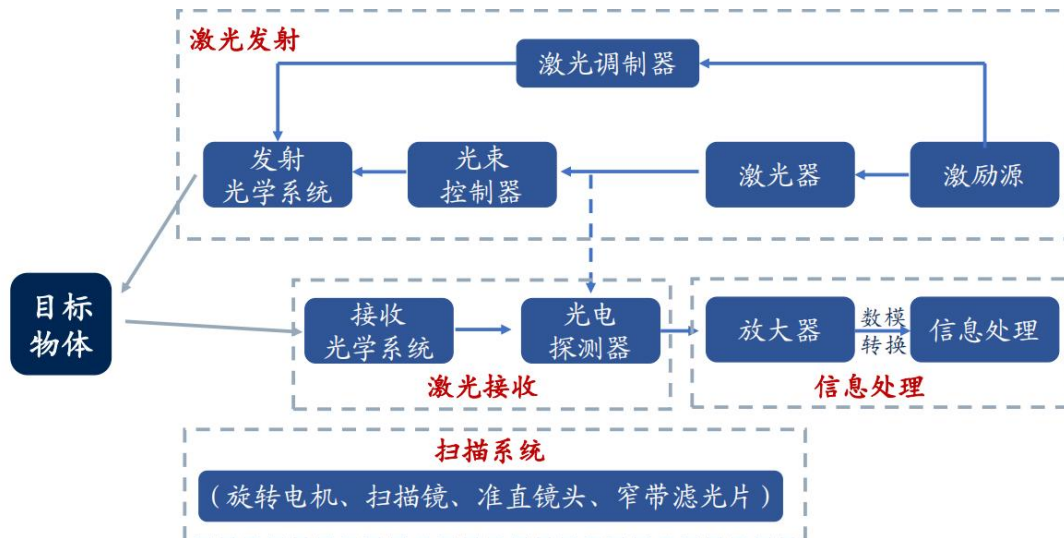 激光发射
激光调制器
发射
光学系统
光束
控制器
激光器
激励源
目标
物体
接收
光学系统
光电
探测器
放大器
数模
转换
信息处理
激光接收
信息处理
扫描系统
（旋转电机、扫描镜、准直镜头、窄带滤光片）